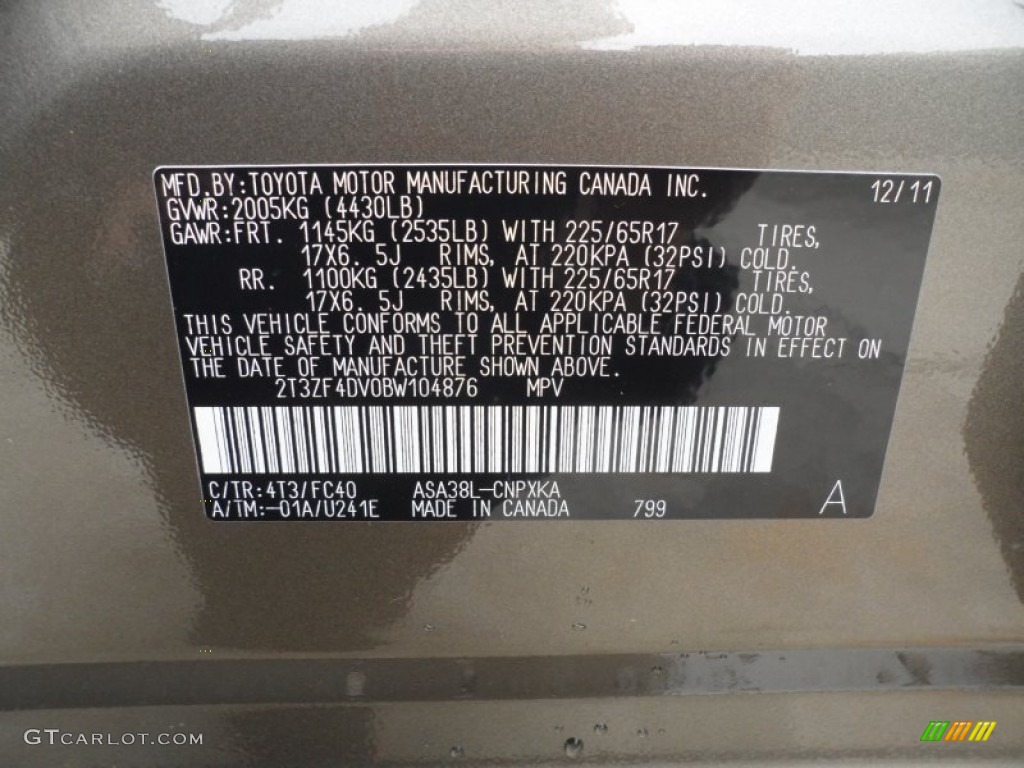 MFD.BY:TOYOTA MOTOR MANUFACTURING CANADA INC. 12/11
GVWR:2005KG (4430LB)
GAWR:FRT. 1145KG (2535LB) WITH 225/65R17 TIRES,
17X6.5J RIMS, AT 220KPA (32PSI) COLD.
RR. 1100KG (2435LB) WITH 225/65R17 TIRES,
17X6.5J RIMS, AT 220KPA (32PSI) COLD.
THIS VEHICLE CONFORMS TO ALL APPLICABLE FEDERAL MOTOR
VEHICLE SAFETY AND THEFT PREVENTION STANDARDS IN EFFECT ON
THE DATE OF MANUFACTURE SHOWN ABOVE.
2T3ZF4DV0BW104876 MPV
C/TR:4T3/FC40 ASA38L-CNPXKA
A/TM:-01A/U241E MADE IN CANADA 799 A
GTCARLOT.COM